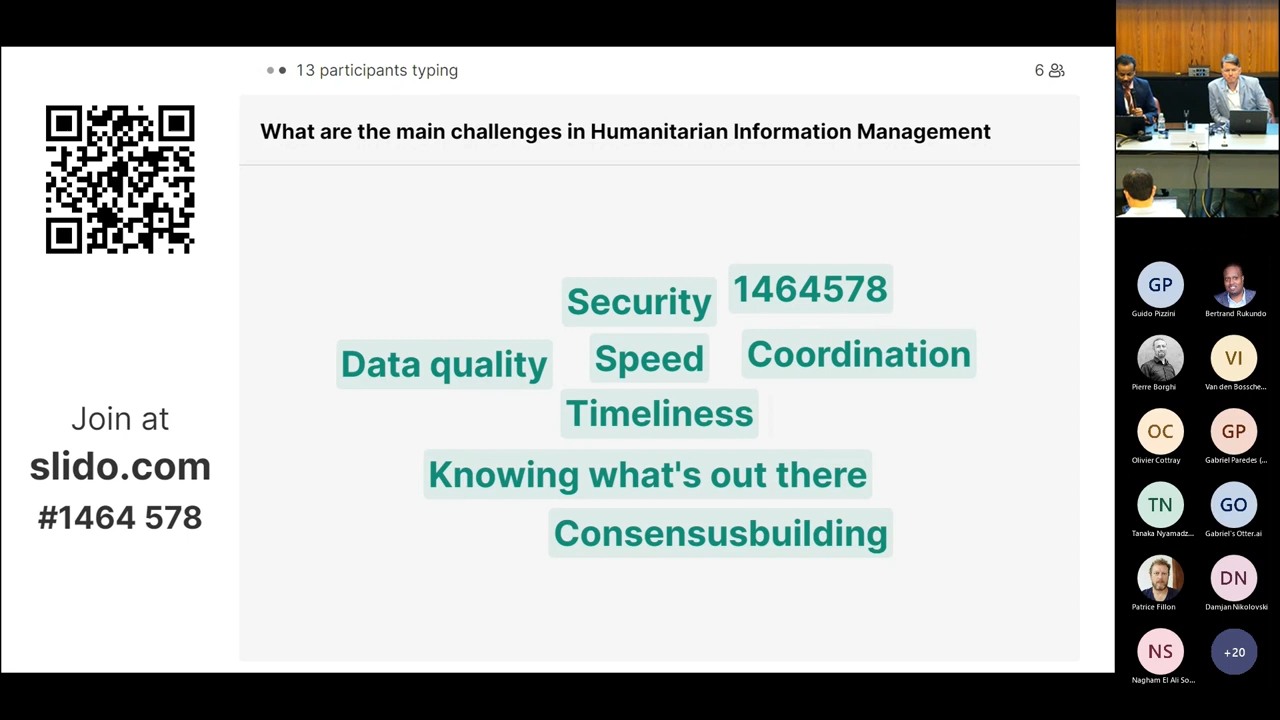 13 participants typing
6
What are the main challenges in Humanitarian Information Management
Security
1464578
Data quality
Speed
Coordination
Timeliness
Knowing what's out there
Consensusbuilding
Join at
slido.com
#1464 578
GP
Guido Pizzini
Bertrand Rukundo
Pierre Borghi
VI
Van den Bossche...
OC
Olivier Cottray
GP
Gabriel Paredes (...
TN
Tanaka Nyamadz...
GO
Gabriel's Otter.ai
Patrice Fillon
DN
Damjan Nikolovski
NS
Nagham El Ali So...
+20